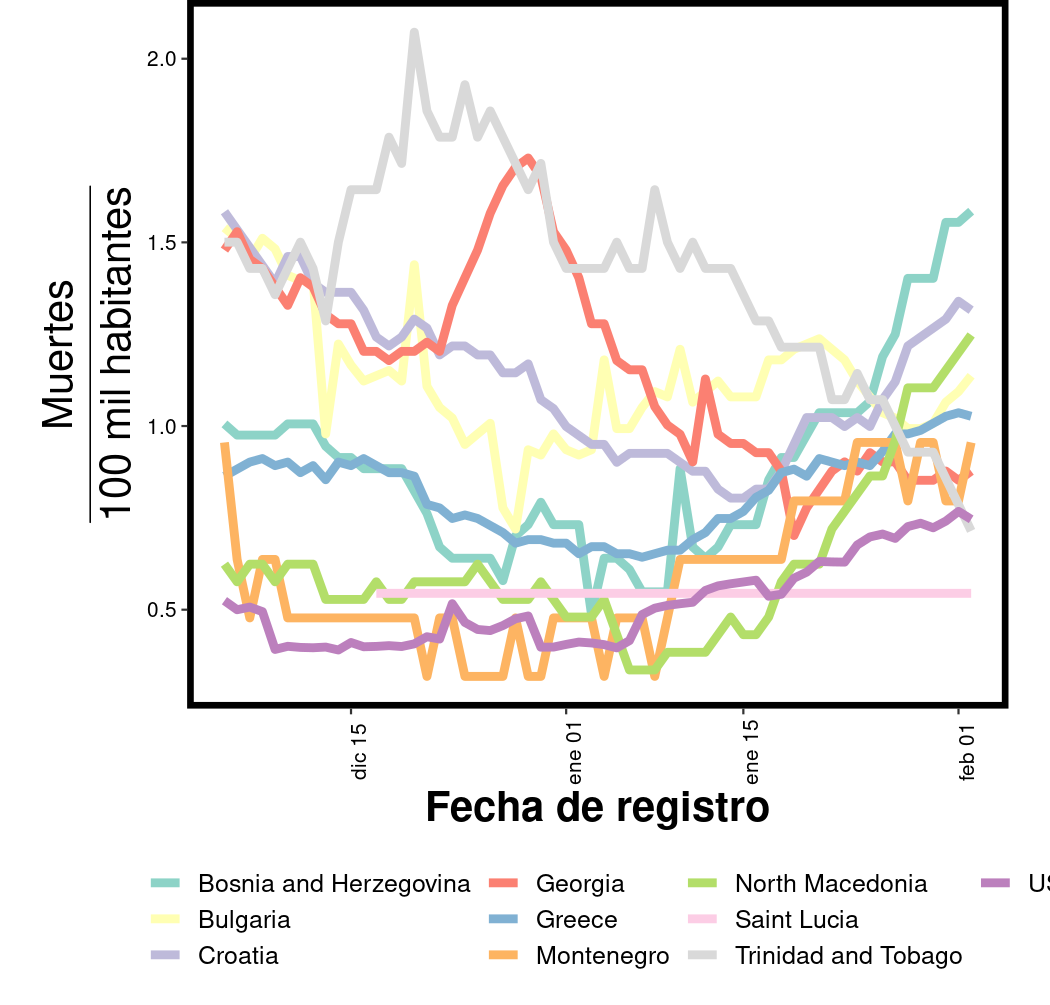 Muertes
100 mil habitantes
2.0
1.5
1.0
0.5
dic 15
ene 01
ene 15
feb 01
Fecha de registro
Bosnia and Herzegovina
Georgia
North Macedonia
US
Bulgaria
Greece
Saint Lucia
Croatia
Montenegro
Trinidad and Tobago